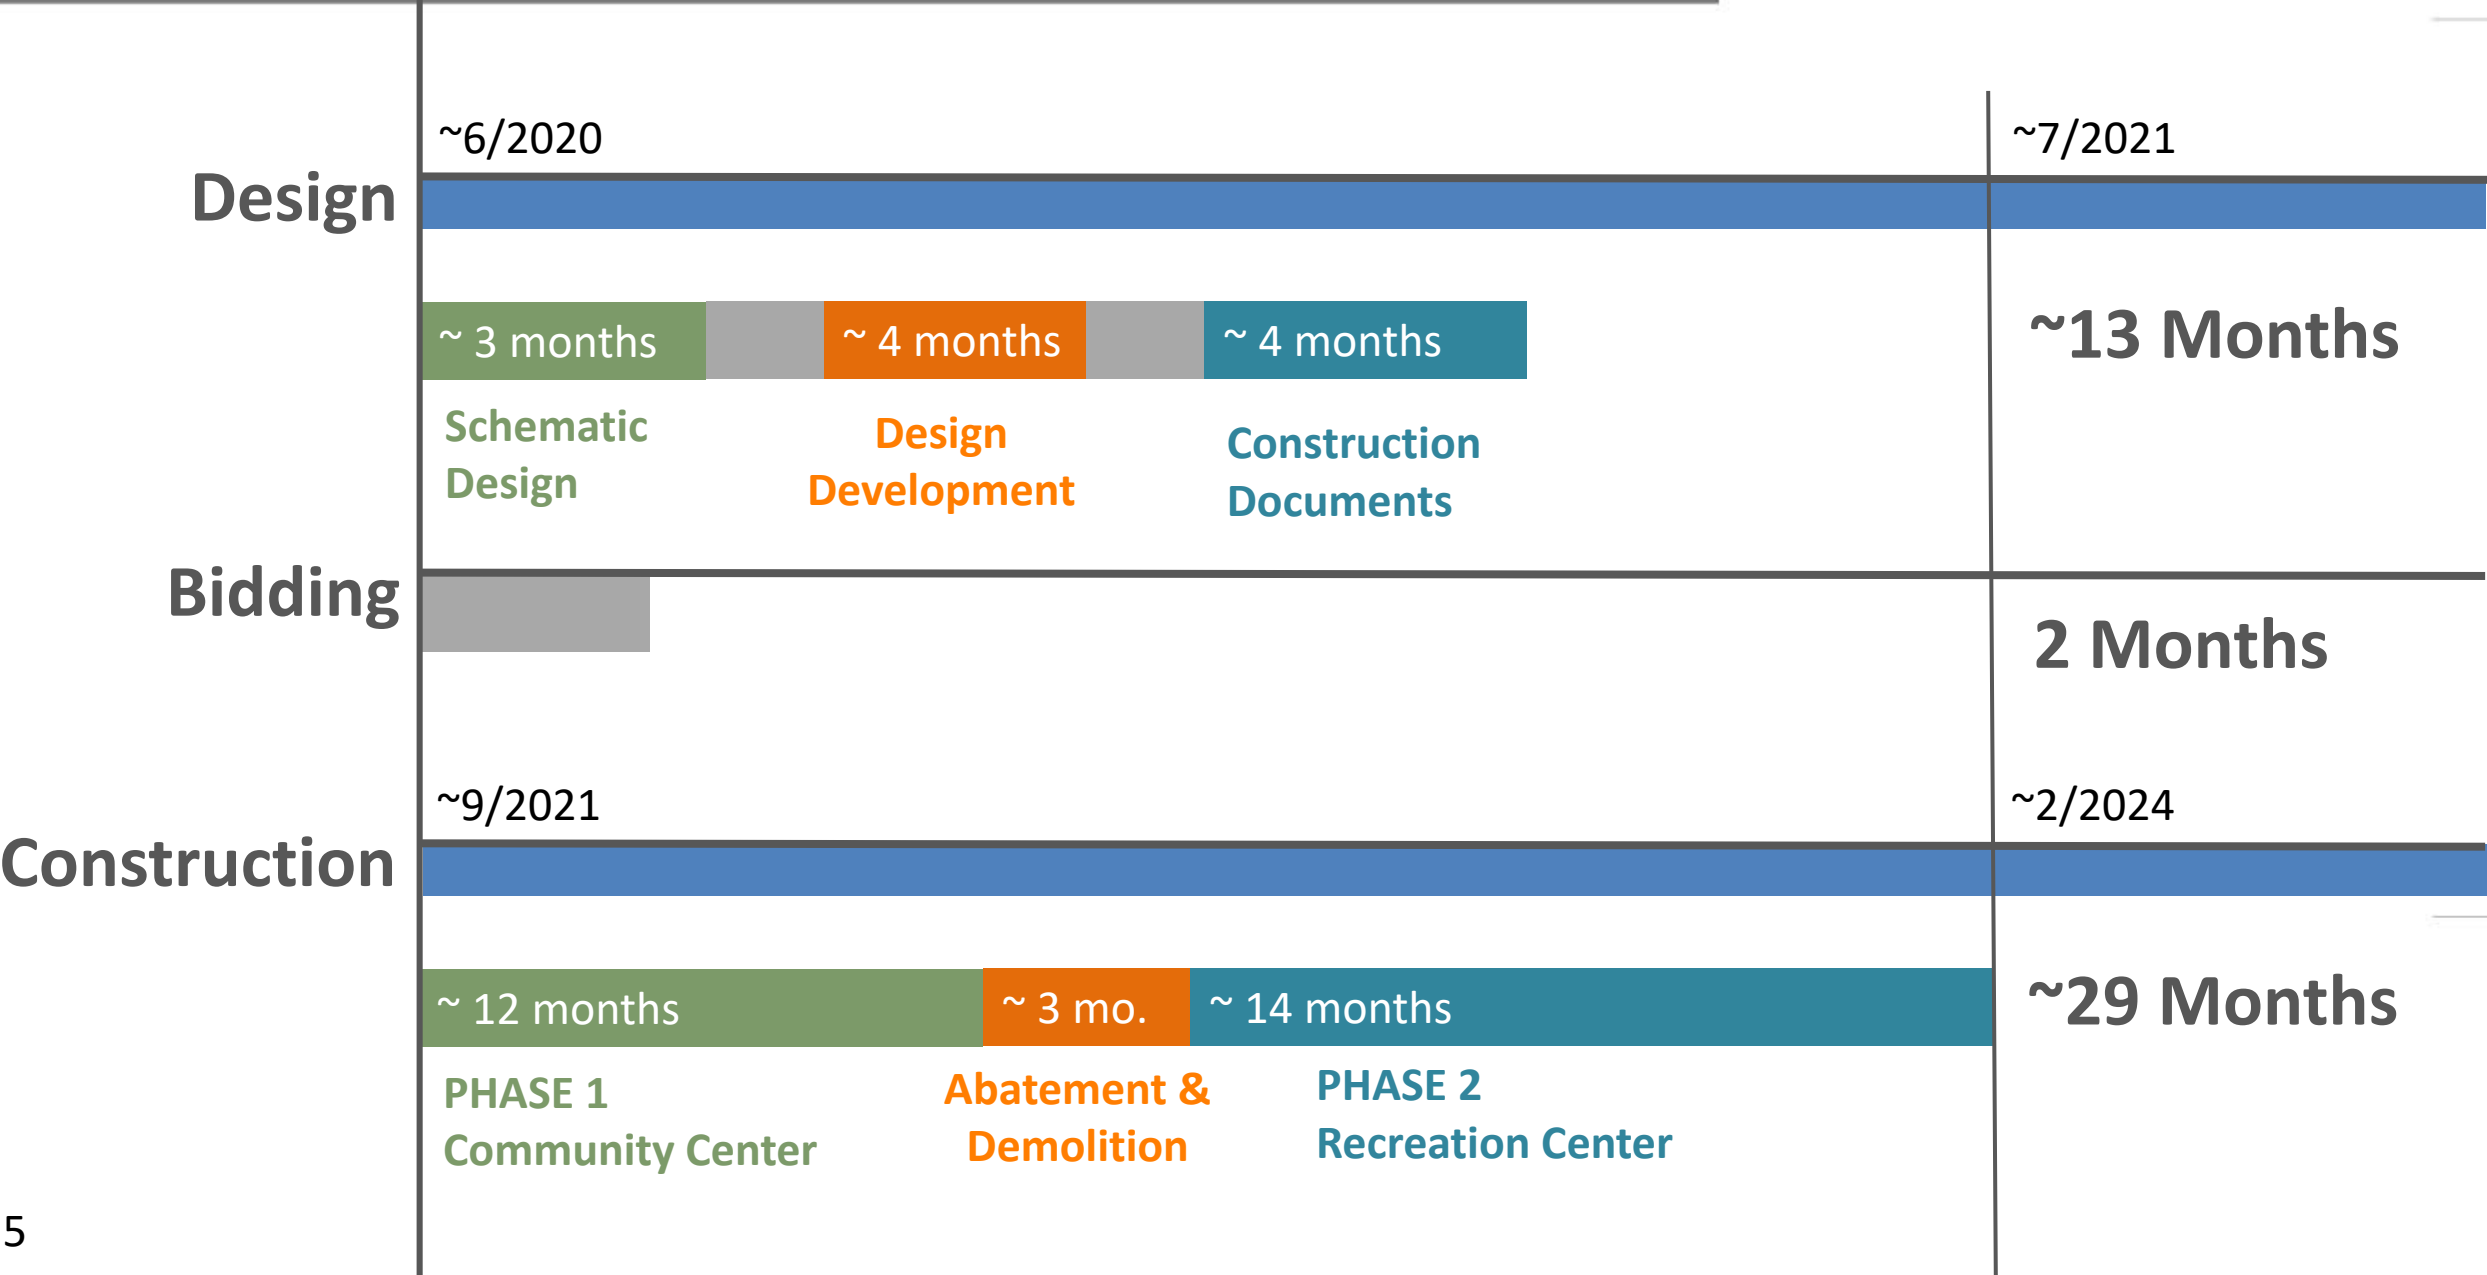 ~6/2020
~7/2021
Design
~ 3 months
~ 4 months
~ 4 months
~13 Months
Schematic
Design
Design
Development
Construction
Documents
Bidding
2 Months
~9/2021
~2/2024
Construction
~ 12 months
~ 3 mo.
~ 14 months
~29 Months
PHASE 1
Community Center
Abatement &
Demolition
PHASE 2
Recreation Center
5